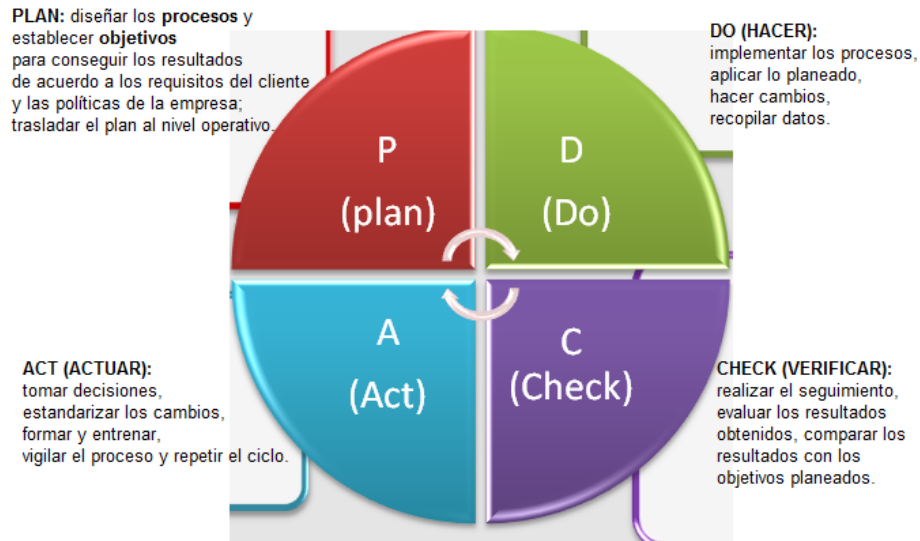 PLAN: diseñar los procesos y
establecer objetivos
para conseguir los resultados
de acuerdo a los requisitos del cliente
y las políticas de la empresa;
trasladar el plan al nivel operativo.
DO (HACER):
implementar los procesos,
aplicar lo planeado,
hacer cambios,
recopilar datos.
P
(plan)
D
(Do)
A
(Act)
C
(Check)
ACT (ACTUAR):
tomar decisiones,
estandarizar los cambios,
formar y entrenar,
vigilar el proceso y repetir el ciclo.
CHECK (VERIFICAR):
realizar el seguimiento,
evaluar los resultados
obtenidos, comparar los
resultados con los
objetivos planeados.